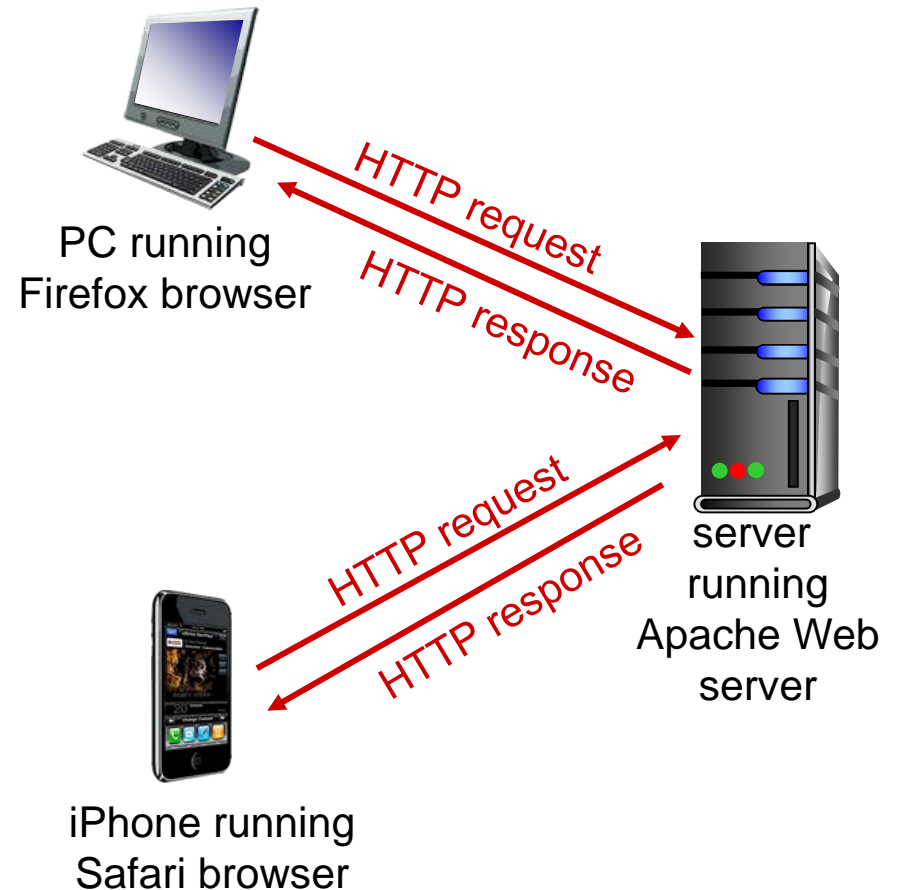 HTTP request
HTTP response
PC running
Firefox browser
HTTP request
HTTP response
server
running
Apache Web
server
iPhone running
Safari browser